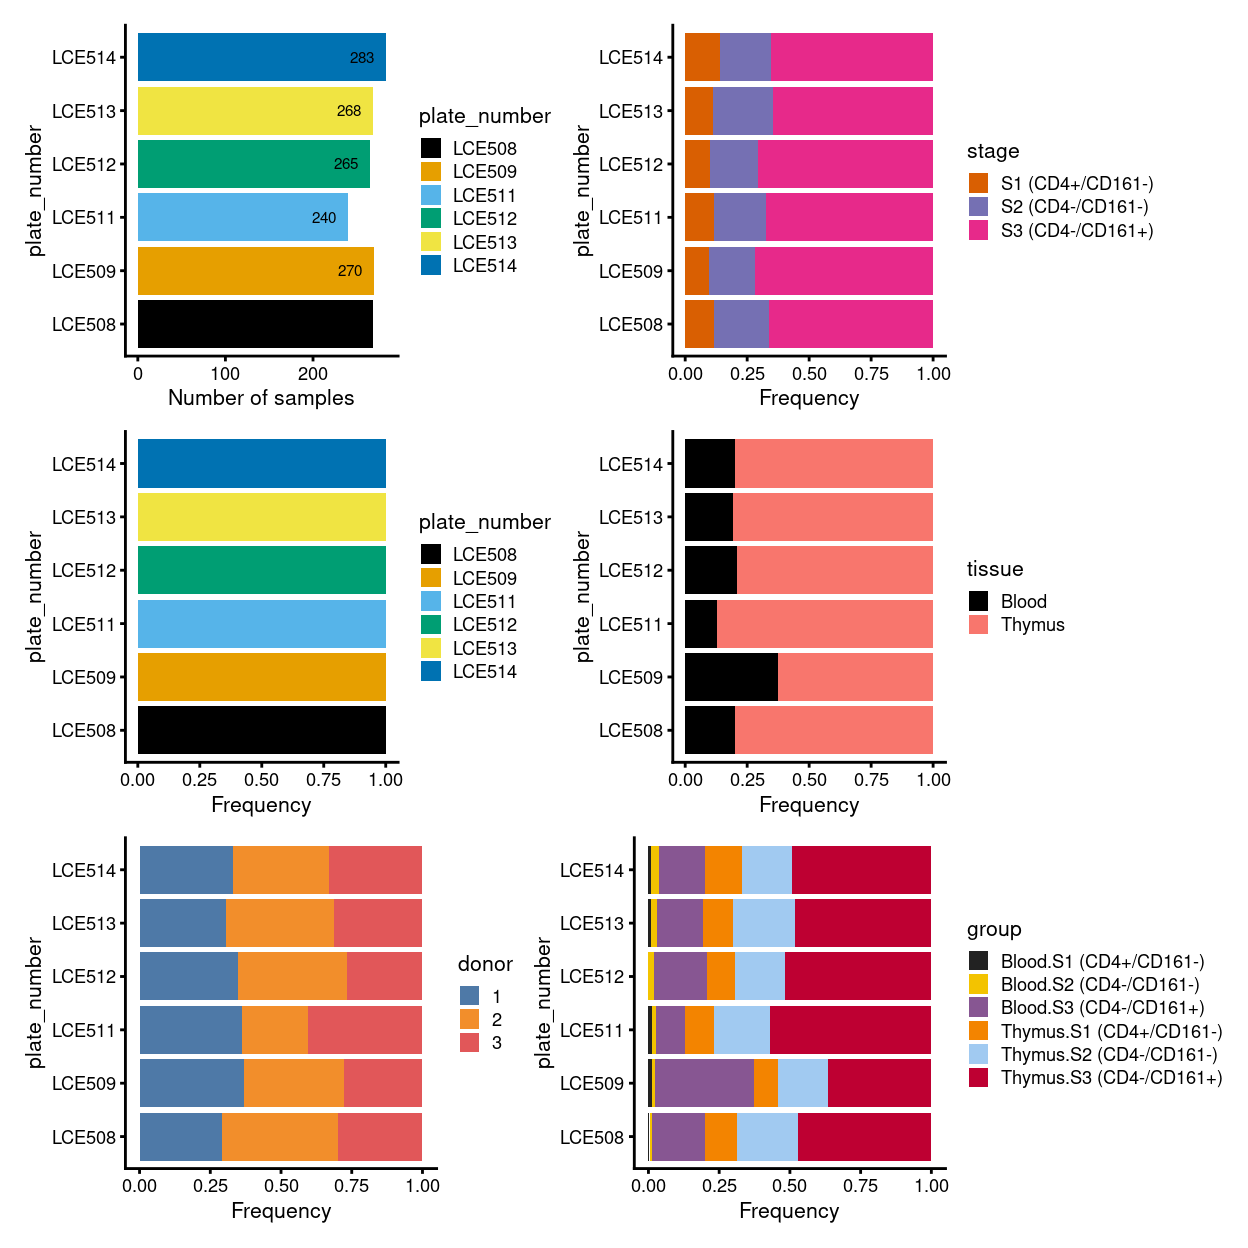 LCE514
LCE513
LCE512
LCE511
LCE509
LCE508
plate_number
283
268
265
240
270
0 100 200
Number of samples
plate_number
LCE508
LCE509
LCE511
LCE512
LCE513
LCE514
LCE514
LCE513
LCE512
LCE511
LCE509
LCE508
plate_number
0.00 0.25 0.50 0.75 1.00
Frequency
stage
S1 (CD4+/CD161-)
S2 (CD4-/CD161-)
S3 (CD4-/CD161+)
LCE514
LCE513
LCE512
LCE511
LCE509
LCE508
plate_number
0.00 0.25 0.50 0.75 1.00
Frequency
plate_number
LCE508
LCE509
LCE511
LCE512
LCE513
LCE514
LCE514
LCE513
LCE512
LCE511
LCE509
LCE508
plate_number
0.00 0.25 0.50 0.75 1.00
Frequency
tissue
Blood
Thymus
LCE514
LCE513
LCE512
LCE511
LCE509
LCE508
plate_number
0.00 0.25 0.50 0.75 1.00
Frequency
donor
1
2
3
LCE514
LCE513
LCE512
LCE511
LCE509
LCE508
plate_number
0.00 0.25 0.50 0.75 1.00
Frequency
group
Blood.S1 (CD4+/CD161-)
Blood.S2 (CD4-/CD161-)
Blood.S3 (CD4-/CD161+)
Thymus.S1 (CD4+/CD161-)
Thymus.S2 (CD4-/CD161-)
Thymus.S3 (CD4-/CD161+)